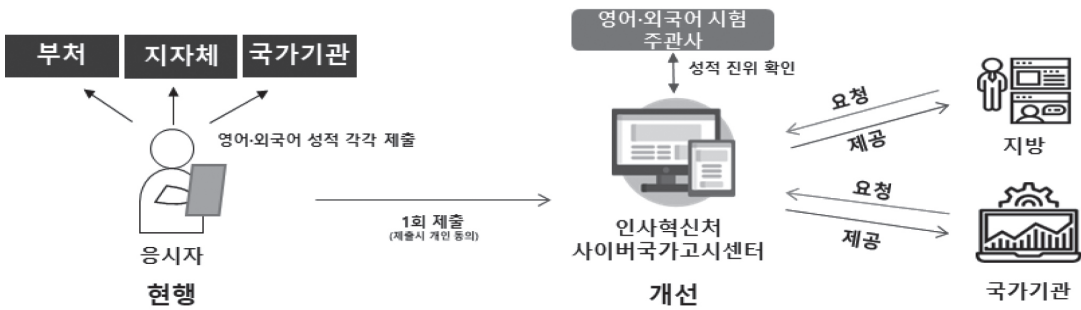 부처
지자체
국가기관
영어·외국어 성적 각각 제출
응시자
현행
1회 제출
(제출시 개인 동의)
영어·외국어 시험
주관사
성적 진위 확인
인사혁신처
사이버국가고시센터
개선
요청
제공
지방
요청
제공
국가기관